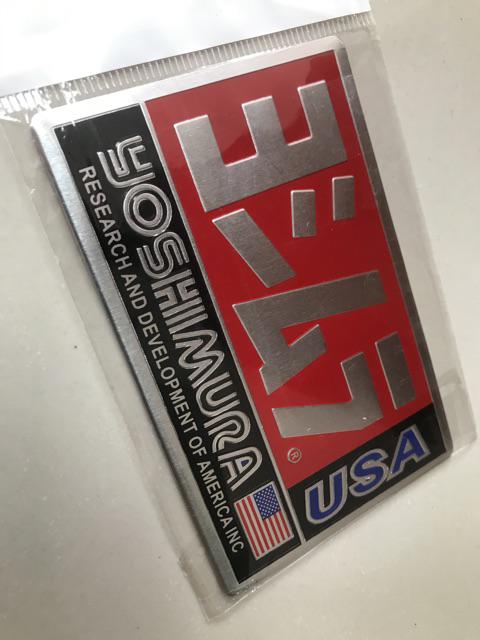 ヨシムラ®
USA
YOSHIMURA
RESEARCH AND DEVELOPMENT OF AMERICA INC